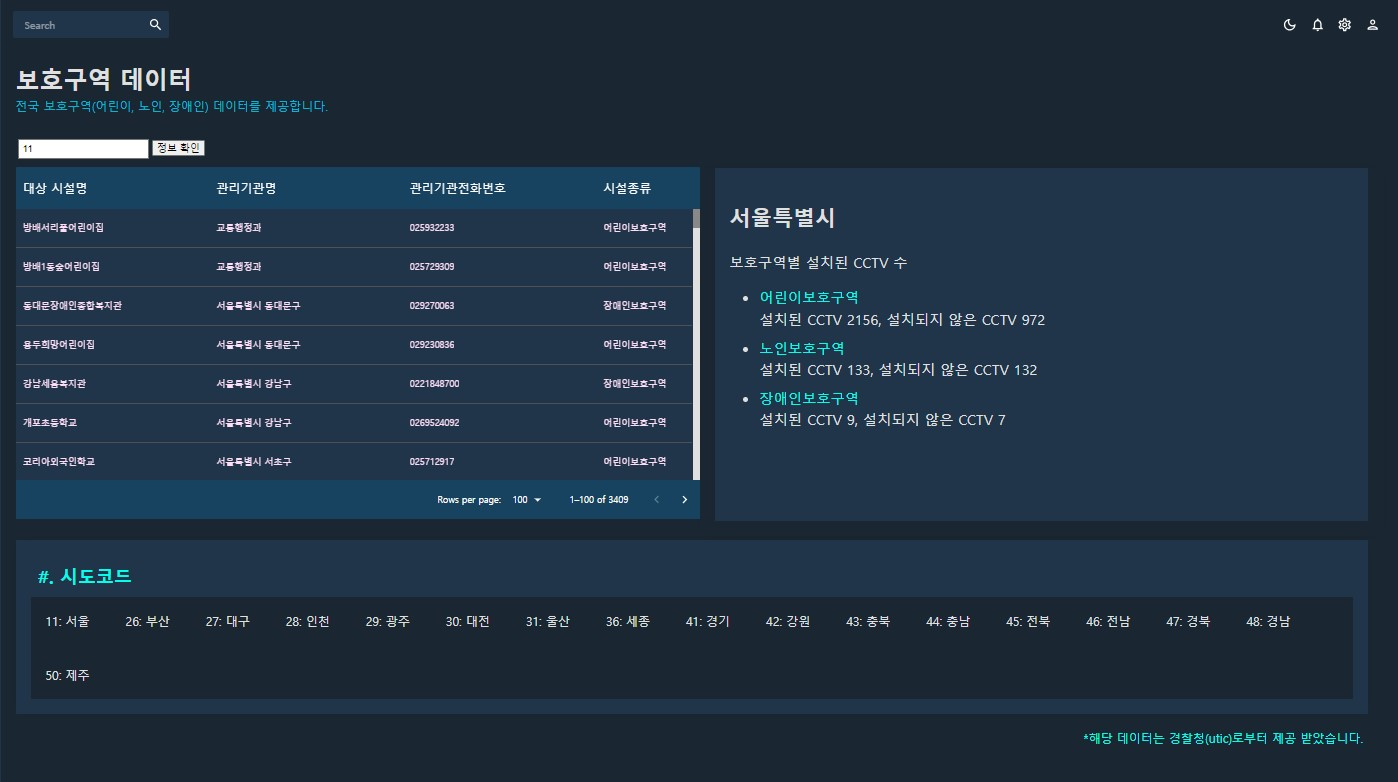 Search
보호구역 데이터
전국 보호구역(어린이, 노인, 장애인) 데이터를 제공합니다.
11 정보 확인
대상 시설명 관리기관명 관리기관전화번호 시설종류
방배서리풀어린이집 교통행정과 025932233 어린이보호구역
방배1동숲어린이집 교통행정과 025729309 어린이보호구역
동대문장애인종합복지관 서울특별시 동대문구 029270063 장애인보호구역
용두희망어린이집 서울특별시 동대문구 029230836 어린이보호구역
강남세움복지관 서울특별시 강남구 0221848700 장애인보호구역
개포초등학교 서울특별시 강남구 0269524092 어린이보호구역
코리아외국인학교 서울특별시 서초구 025712917 어린이보호구역
Rows per page: 100 1–100 of 3409
서울특별시
보호구역별 설치된 CCTV 수
• 어린이보호구역
설치된 CCTV 2156, 설치되지 않은 CCTV 972
• 노인보호구역
설치된 CCTV 133, 설치되지 않은 CCTV 132
• 장애인보호구역
설치된 CCTV 9, 설치되지 않은 CCTV 7
#. 시도코드
11: 서울 26: 부산 27: 대구 28: 인천 29: 광주 30: 대전 31: 울산 36: 세종 41: 경기 42: 강원 43: 충북 44: 충남 45: 전북 46: 전남 47: 경북 48: 경남
50: 제주
*해당 데이터는 경찰청(utic)로부터 제공 받았습니다.